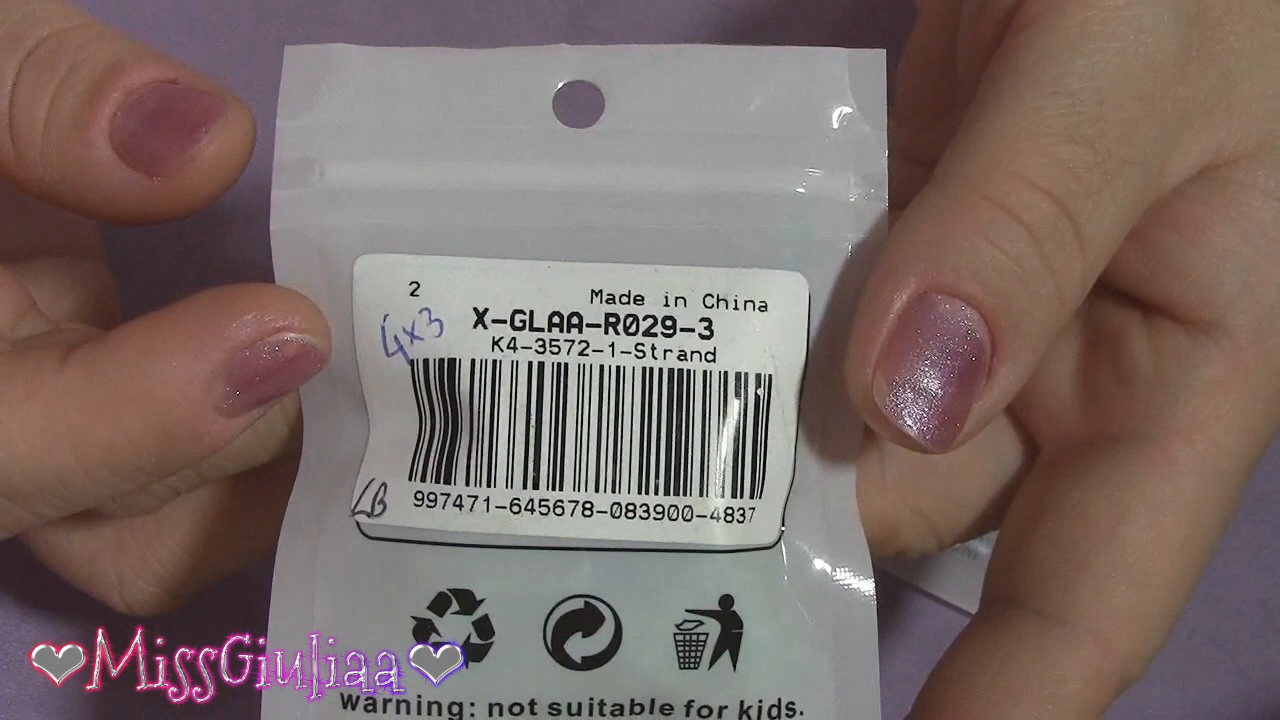 2
Made in China
4x3
X-GLAA-R029-3
K4-3572-1-Strand
LB
997471-645678-083900-4837
MissGiuliaa
warning: not suitable for kids.